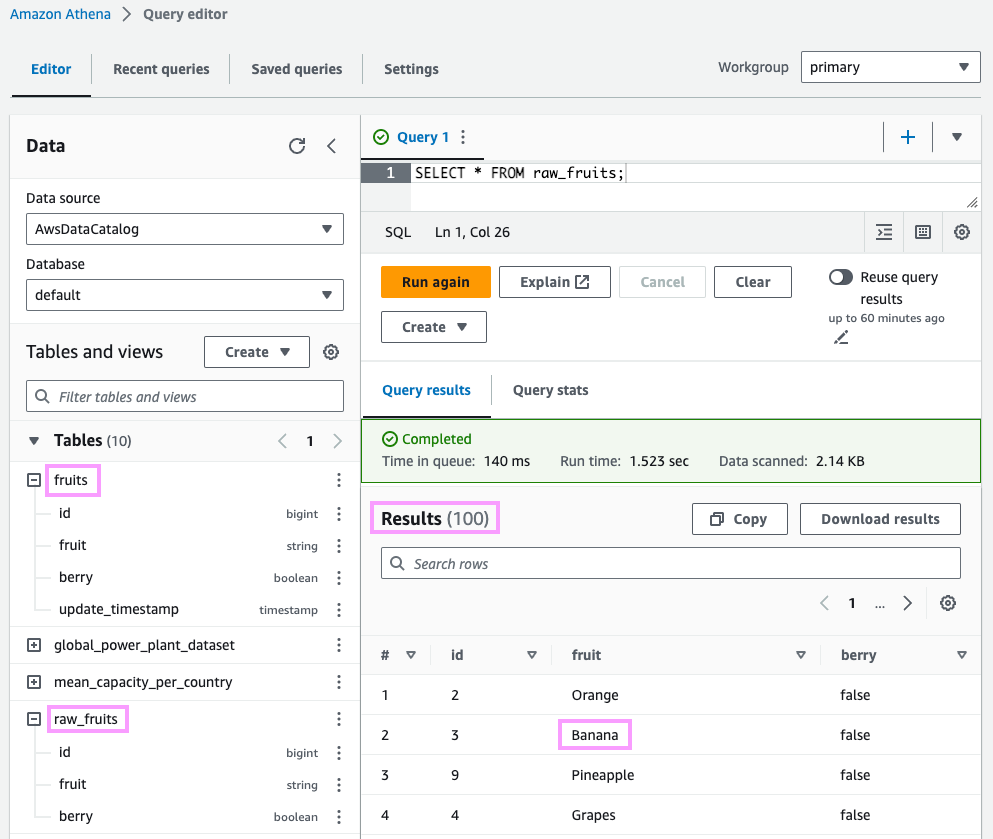 Amazon Athena > Query editor
Editor Recent queries Saved queries Settings Workgroup primary
Data
Data source
AwsDataCatalog
Database
default
Tables and views Create
Filter tables and views
Tables (10) 1
fruits
id bigint
fruit string
berry boolean
update_timestamp timestamp
global_power_plant_dataset
mean_capacity_per_country
raw_fruits
id bigint
fruit string
berry boolean
Query 1
1 SELECT * FROM raw_fruits;
SQL Ln 1, Col 26
Run again Explain Cancel Clear
Create
Reuse query
results
up to 60 minutes ago
Query results Query stats
Completed
Time in queue: 140 ms Run time: 1.523 sec Data scanned: 2.14 KB
Results (100) Copy Download results
Search rows
1 ...
# id fruit berry
1 2 Orange false
2 3 Banana false
3 9 Pineapple false
4 4 Grapes false